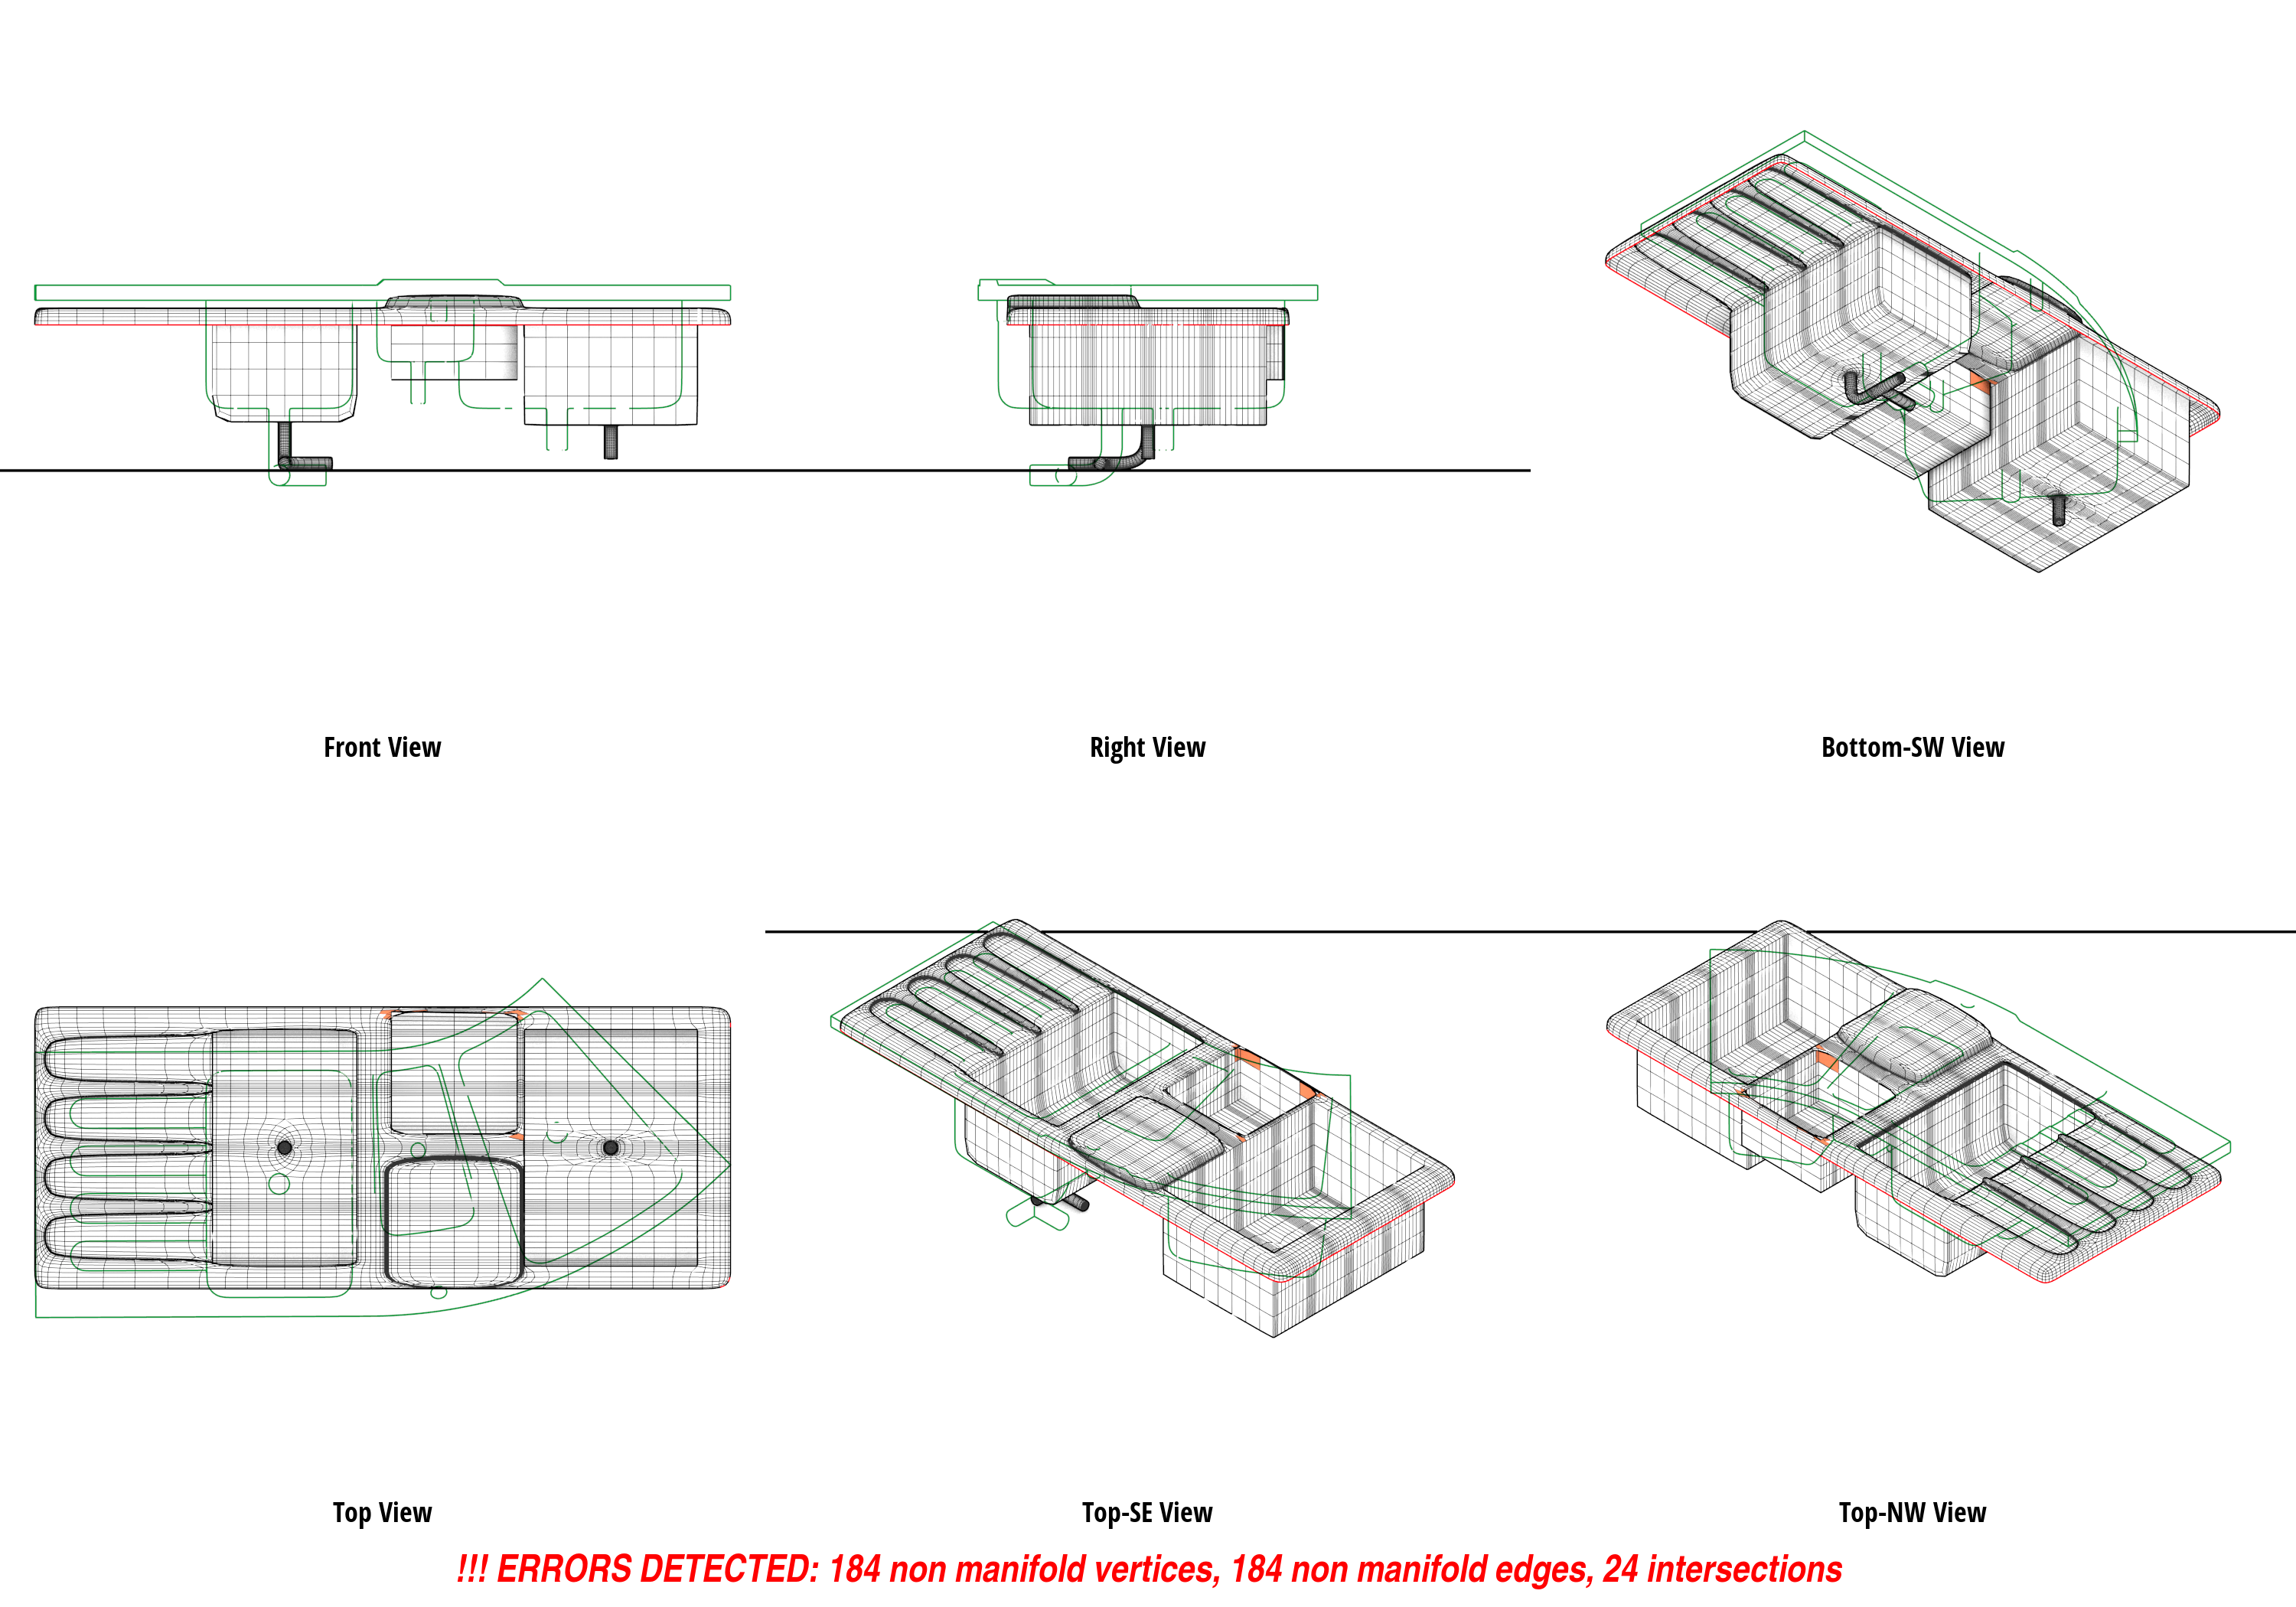 Front View
Right View
Bottom-SW View
Top View
Top-SE View
Top-NW View
!!! ERRORS DETECTED: 184 non manifold vertices, 184 non manifold edges, 24 intersections